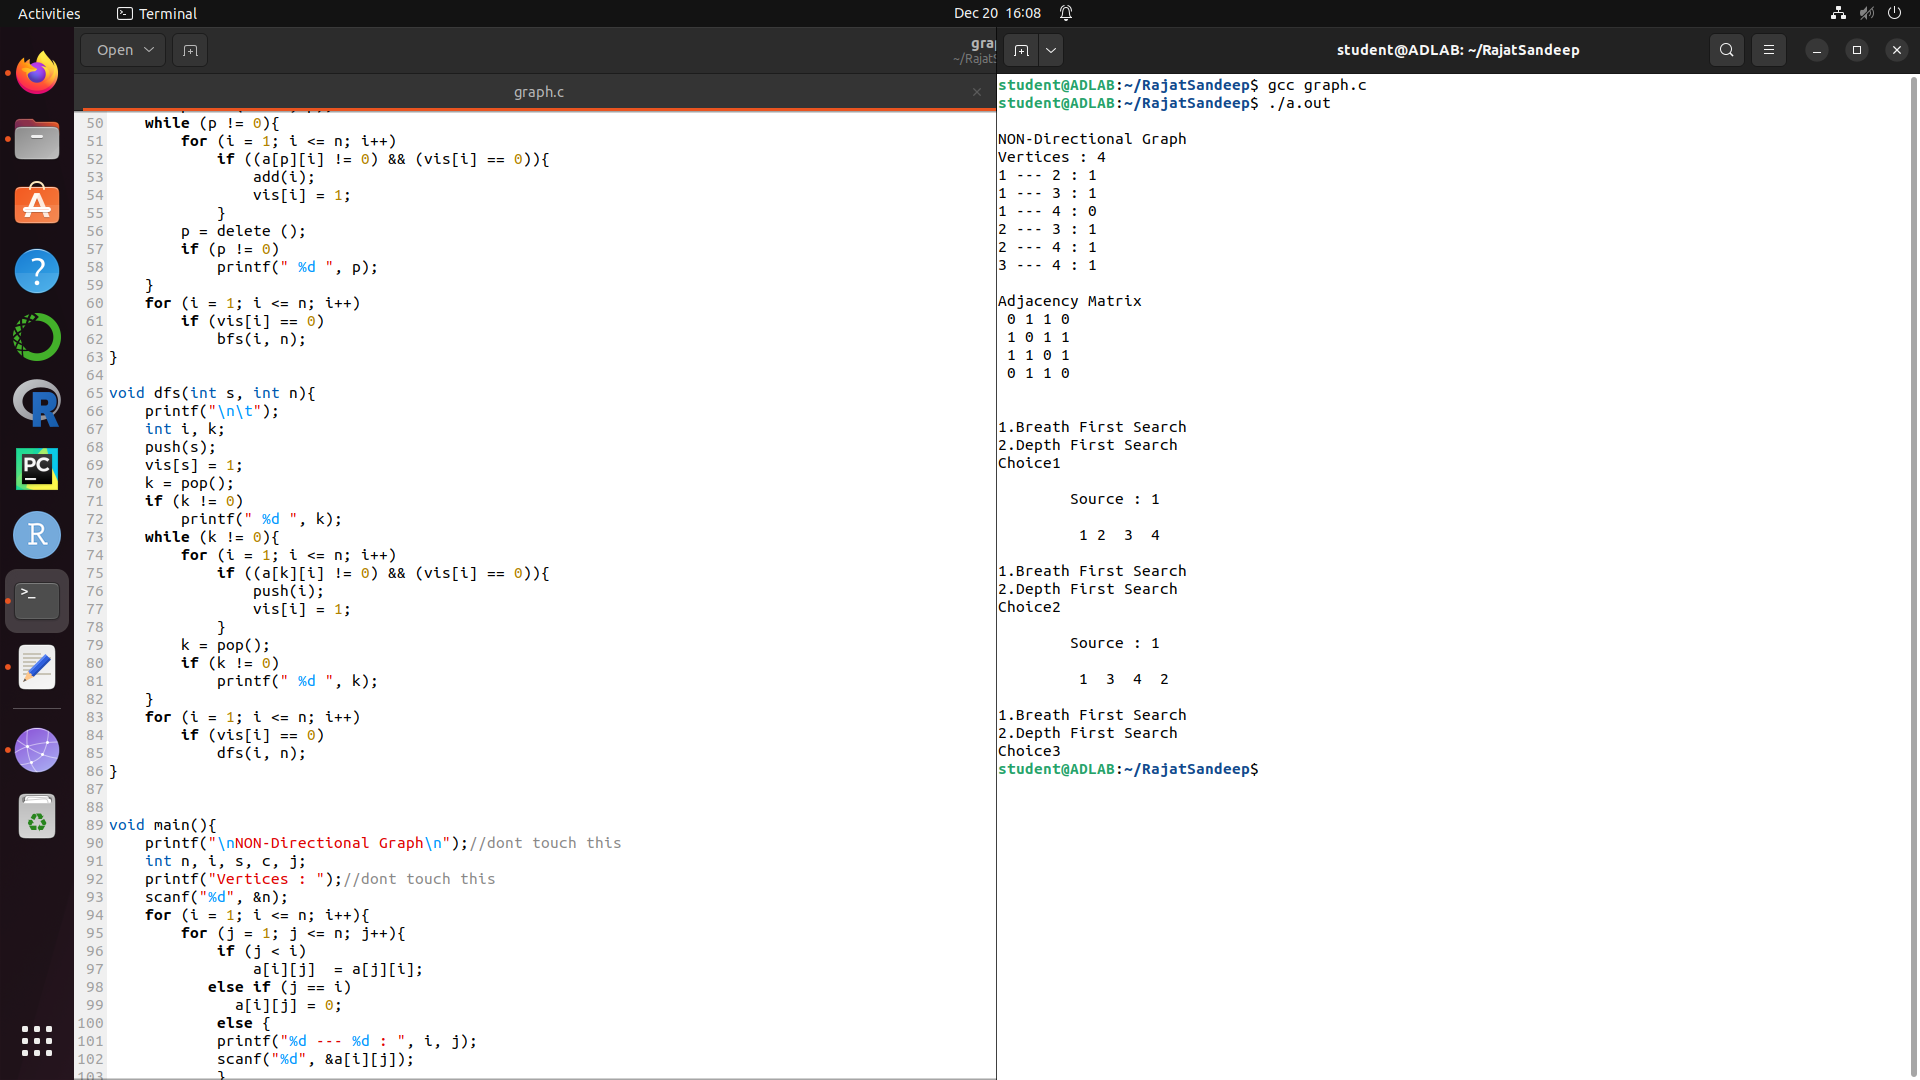 Activities
Terminal
Dec 20 16:08
Open
~/Rajat
graph.c
50     while (p != 0){
51         for (i = 1; i <= n; i++)
52             if ((a[p][i] != 0) && (vis[i] == 0)){
53                 add(i);
54                 vis[i] = 1;
55             }
56         p = delete ();
57         if (p != 0)
58             printf(" %d ", p);
59     }
60     for (i = 1; i <= n; i++)
61         if (vis[i] == 0)
62             bfs(i, n);
63 }
64
65 void dfs(int s, int n){
66     printf("\n\t");
67     int i, k;
68     push(s);
69     vis[s] = 1;
70     k = pop();
71     if (k != 0)
72         printf(" %d ", k);
73     while (k != 0){
74         for (i = 1; i <= n; i++)
75             if ((a[k][i] != 0) && (vis[i] == 0)){
76                 push(i);
77                 vis[i] = 1;
78             }
79         k = pop();
80         if (k != 0)
81             printf(" %d ", k);
82     }
83     for (i = 1; i <= n; i++)
84         if (vis[i] == 0)
85             dfs(i, n);
86 }
87
88
89 void main(){
90     printf("\nNON-Directional Graph\n");//dont touch this
91     int n, i, s, c, j;
92     printf("Vertices : ");//dont touch this
93     scanf("%d", &n);
94     for (i = 1; i <= n; i++){
95         for (j = 1; j <= n; j++){
96             if (j < i)
97                 a[i][j]  = a[j][i];
98            else if (j == i)
99               a[i][j] = 0;
100             else {
101             printf("%d --- %d : ", i, j);
102             scanf("%d", &a[i][j]);
103             }
student@ADLAB: ~/RajatSandeep
student@ADLAB:~/RajatSandeep$ gcc graph.c
student@ADLAB:~/RajatSandeep$ ./a.out
NON-Directional Graph
Vertices : 4
1 --- 2 : 1
1 --- 3 : 1
1 --- 4 : 0
2 --- 3 : 1
2 --- 4 : 1
3 --- 4 : 1
Adjacency Matrix
0 1 1 0
1 0 1 1
1 1 0 1
0 1 1 0
1.Breath First Search
2.Depth First Search
Choice1
Source : 1
1 2  3  4
1.Breath First Search
2.Depth First Search
Choice2
Source : 1
1  3  4  2
1.Breath First Search
2.Depth First Search
Choice3
student@ADLAB:~/RajatSandeep$
PC
R
R